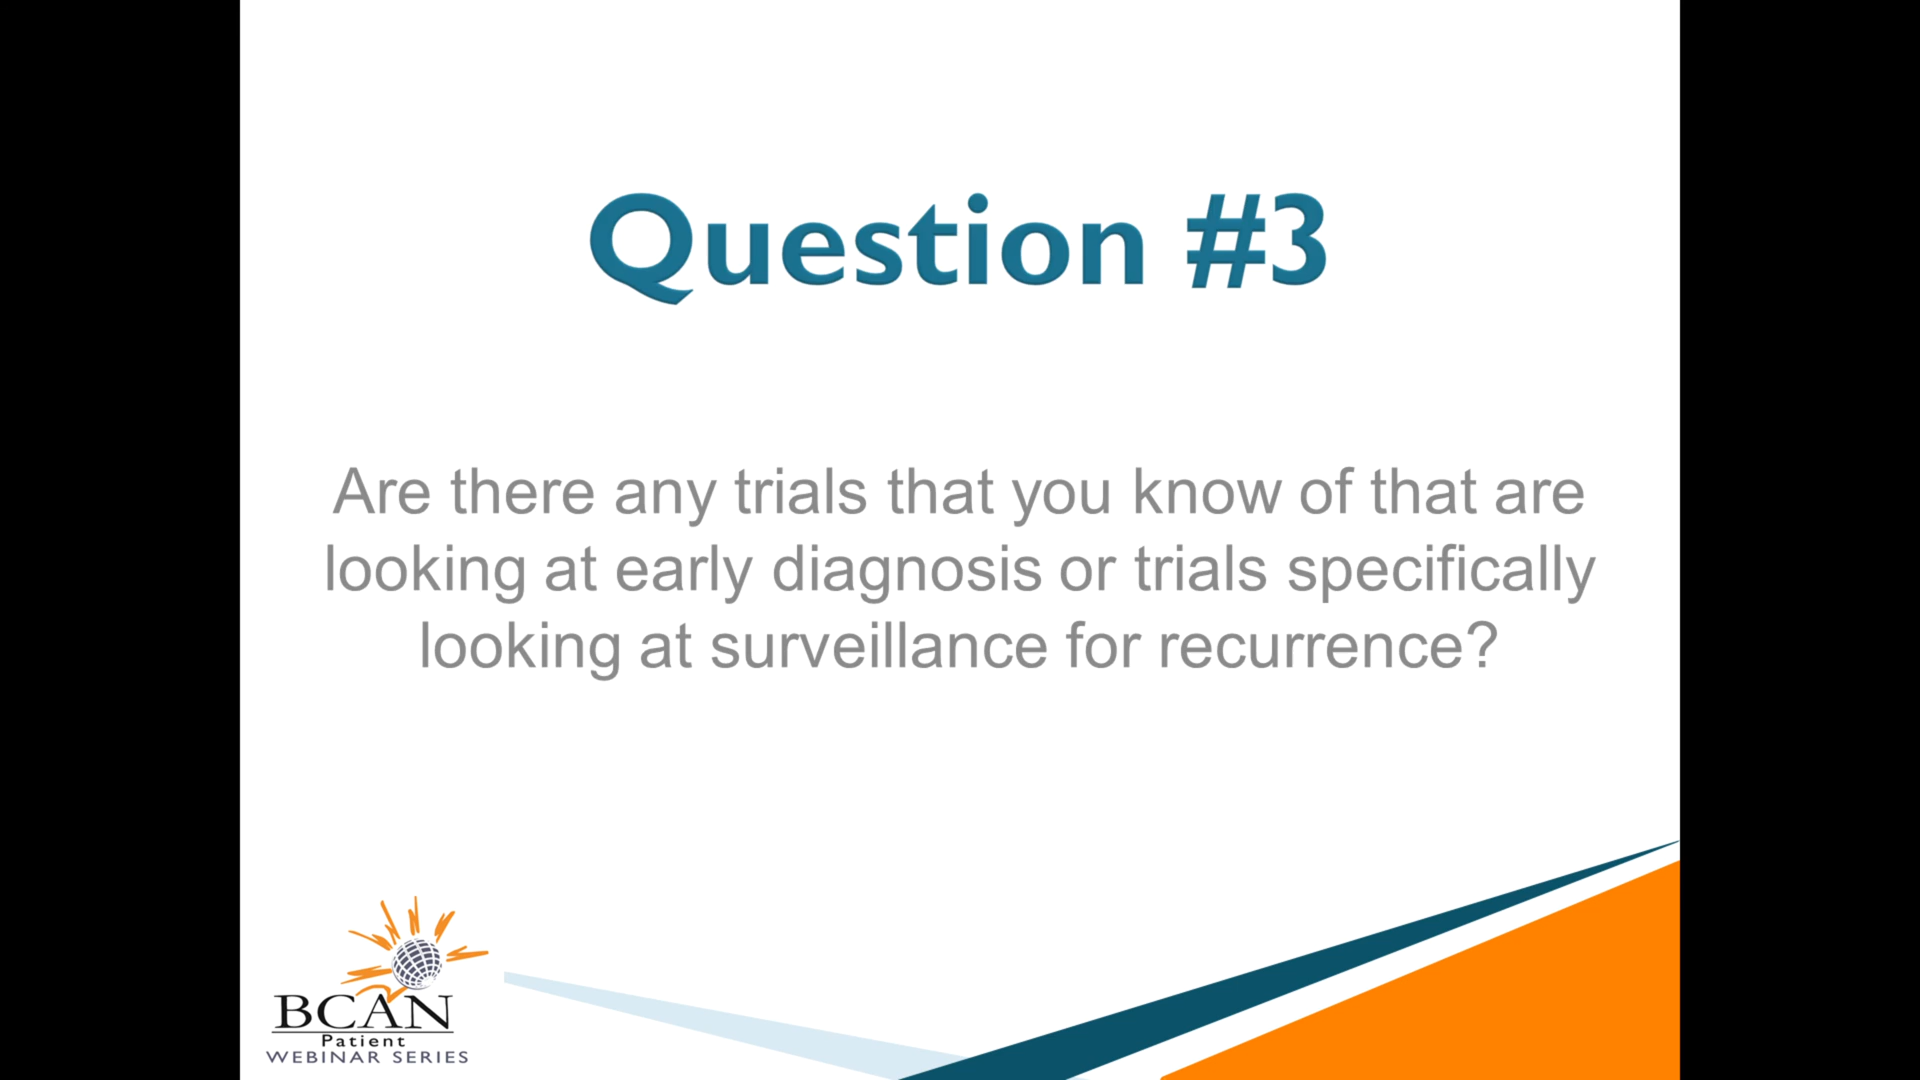 Question #3
Are there any trials that you know of that are
looking at early diagnosis or trials specifically
looking at surveillance for recurrence?
BCAN
Patient
WEBINAR SERIES